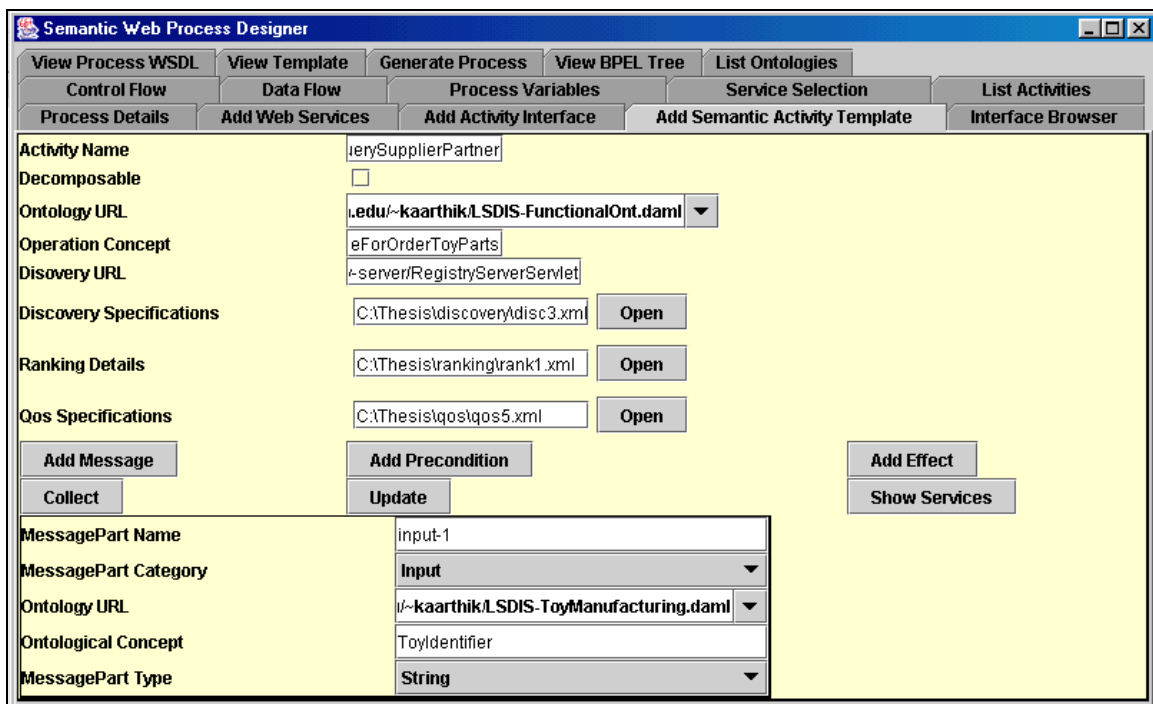 Semantic Web Process Designer
View Process WSDL View Template Generate Process View BPEL Tree List Ontologies
Control Flow Data Flow Process Variables Service Selection List Activities
Process Details Add Web Services Add Activity Interface Add Semantic Activity Template Interface Browser
Activity Name erySupplierPartner
Decomposable
Ontology URL .edu/~kaarthik/LSDIS-FunctionalOnt.daml
Operation Concept eForOrderToyParts
Disovery URL -server/RegistryServerServlet
Discovery Specifications C:\Thesis\discovery\disc3.xml Open
Ranking Details C:\Thesis\ranking\rank1.xml Open
Qos Specifications C:\Thesis\qos\qos5.xml Open
Add Message Add Precondition Add Effect
Collect Update Show Services
MessagePart Name input-1
MessagePart Category Input
Ontology URL /~kaarthik/LSDIS-ToyManufacturing.daml
Ontological Concept ToyIdentifier
MessagePart Type String